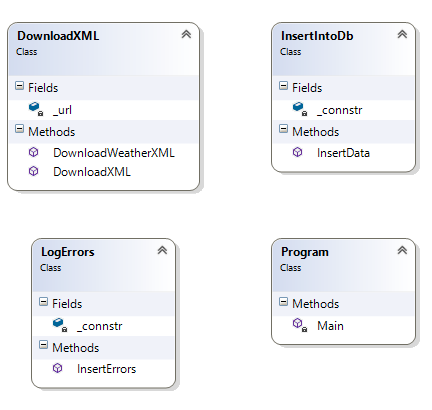 DownloadXML
Class
Fields
_url
Methods
DownloadWeatherXML
DownloadXML
InsertIntoDb
Class
Fields
_connstr
Methods
InsertData
LogErrors
Class
Fields
_connstr
Methods
InsertErrors
Program
Class
Methods
Main